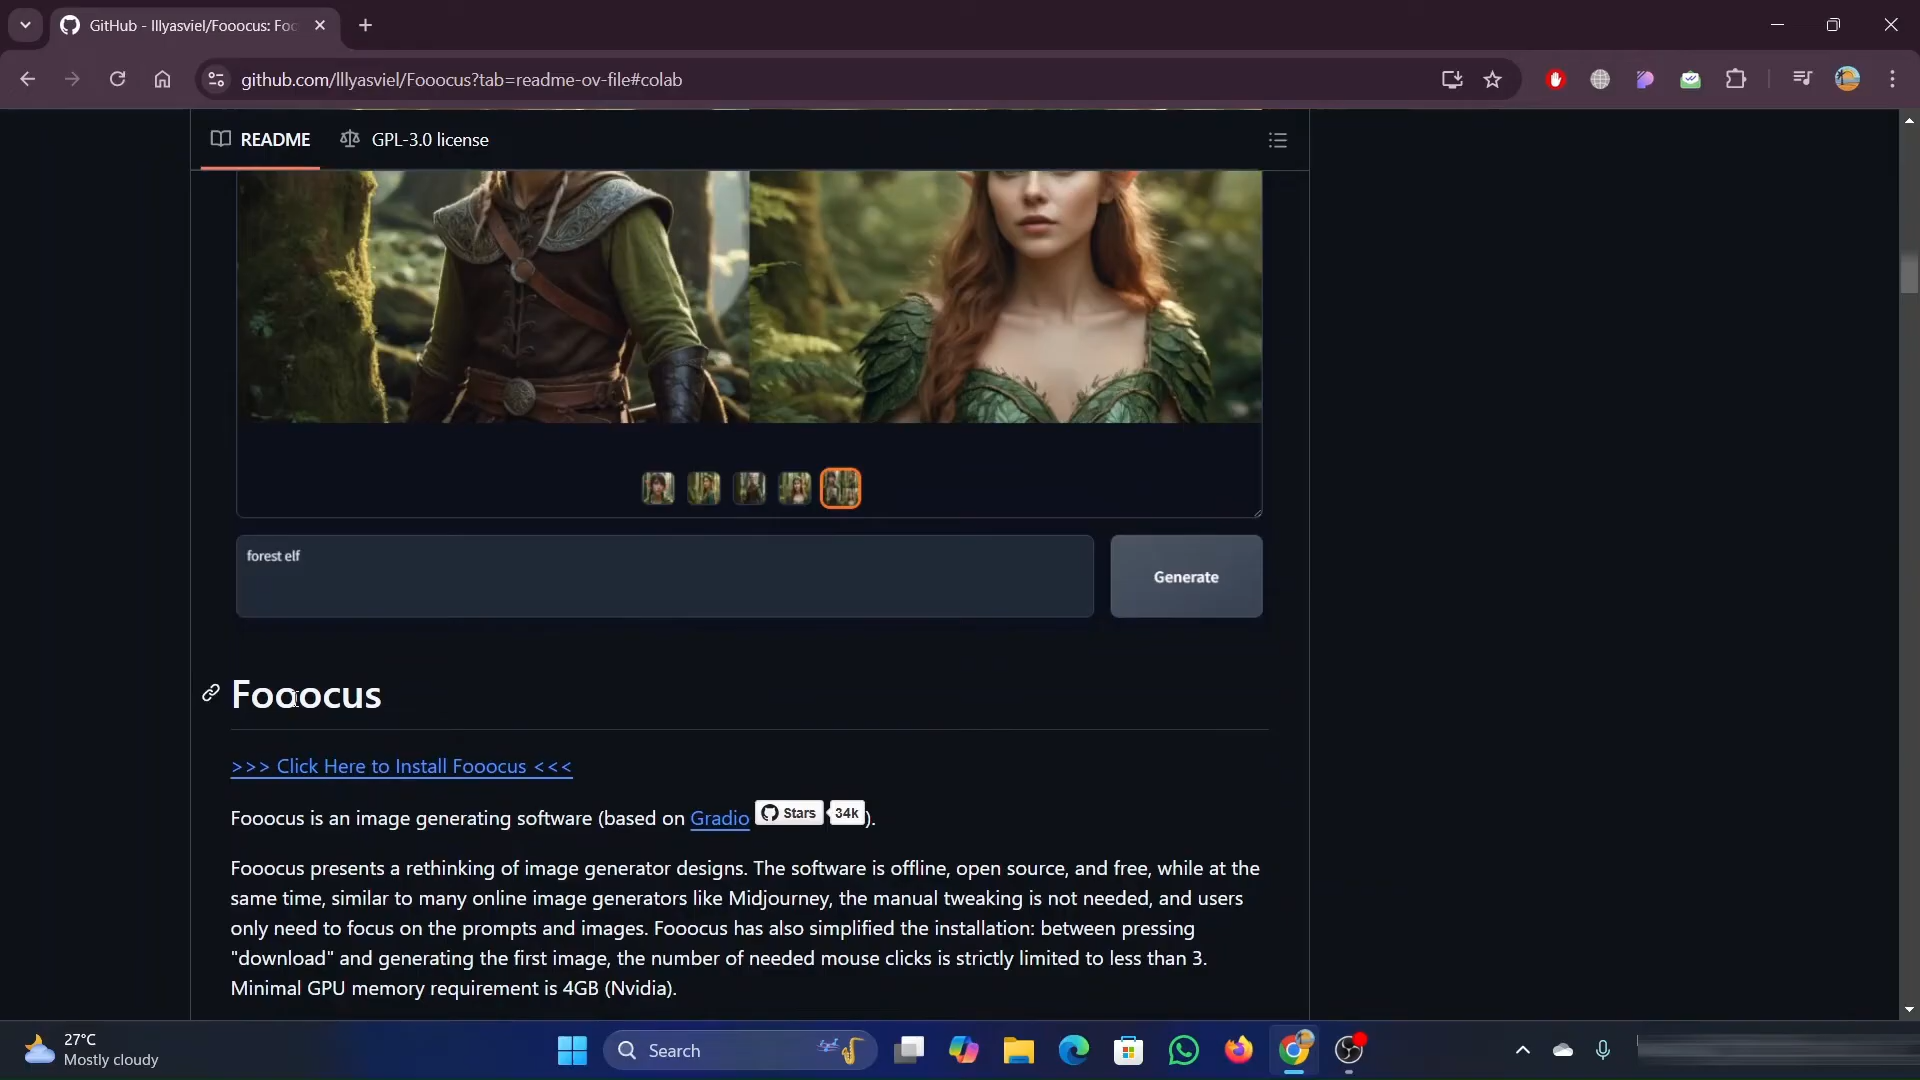 GitHub - lllyasviel/Fooocus: Foo
github.com/lllyasviel/Fooocus?tab=readme-ov-file#colab
README
GPL-3.0 license
forest elf
Generate
Fooocus
>>> Click Here to Install Fooocus <<<
Fooocus is an image generating software (based on Gradio Stars 34k).
Fooocus presents a rethinking of image generator designs. The software is offline, open source, and free, while at the
same time, similar to many online image generators like Midjourney, the manual tweaking is not needed, and users
only need to focus on the prompts and images. Fooocus has also simplified the installation: between pressing
"download" and generating the first image, the number of needed mouse clicks is strictly limited to less than 3.
Minimal GPU memory requirement is 4GB (Nvidia).
27°C
Mostly cloudy
Search